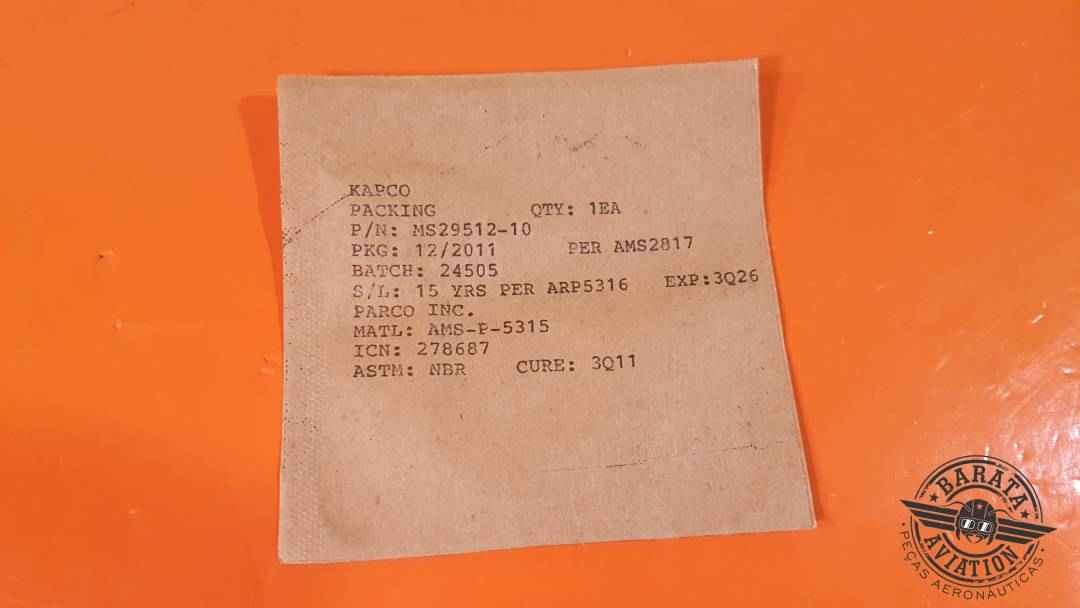 KAPCO
PACKING QTY: 1EA
P/N: MS29512-10
PKG: 12/2011 PER AMS2817
BATCH: 24505
S/L: 15 YRS PER ARP5316 EXP:3Q26
PARCO INC.
MATL: AMS-P-5315
ICN: 278687
ASTM: NBR CURE: 3Q11
BARATA
AVIATION
PEÇAS AERONÁUTICAS